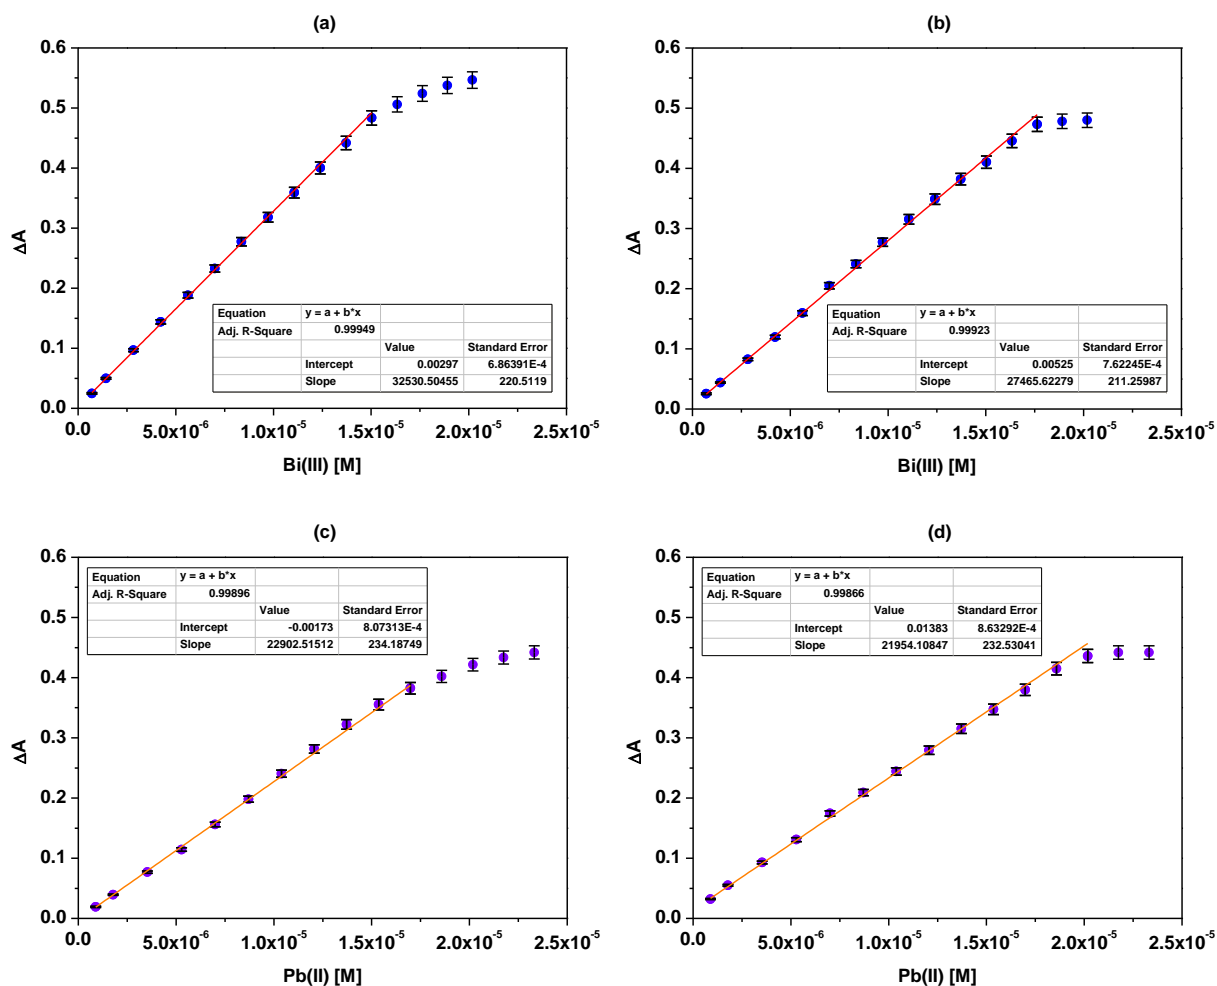 (a)
0.6
0.5
0.4
0.3
0.2
0.1
0.0
ΔA
Equation y = a + b*x
Adj. R-Square 0.99949
Value Standard Error
Intercept 0.00297 6.86391E-4
Slope 32530.50455 220.5119
0.0 5.0x10⁻⁶ 1.0x10⁻⁵ 1.5x10⁻⁵ 2.0x10⁻⁵ 2.5x10⁻⁵
Bi(III) [M]
(b)
0.6
0.5
0.4
0.3
0.2
0.1
0.0
ΔA
Equation y = a + b*x
Adj. R-Square 0.99923
Value Standard Error
Intercept 0.00525 7.62245E-4
Slope 27465.62279 211.25987
0.0 5.0x10⁻⁶ 1.0x10⁻⁵ 1.5x10⁻⁵ 2.0x10⁻⁵ 2.5x10⁻⁵
Bi(III) [M]
(c)
0.6
0.5
0.4
0.3
0.2
0.1
0.0
ΔA
Equation y = a + b*x
Adj. R-Square 0.99896
Value Standard Error
Intercept -0.00173 8.07313E-4
Slope 22902.51512 234.18749
0.0 5.0x10⁻⁶ 1.0x10⁻⁵ 1.5x10⁻⁵ 2.0x10⁻⁵ 2.5x10⁻⁵
Pb(II) [M]
(d)
0.6
0.5
0.4
0.3
0.2
0.1
0.0
ΔA
Equation y = a + b*x
Adj. R-Square 0.99866
Value Standard Error
Intercept 0.01383 8.63292E-4
Slope 21954.10847 232.53041
0.0 5.0x10⁻⁶ 1.0x10⁻⁵ 1.5x10⁻⁵ 2.0x10⁻⁵ 2.5x10⁻⁵
Pb(II) [M]